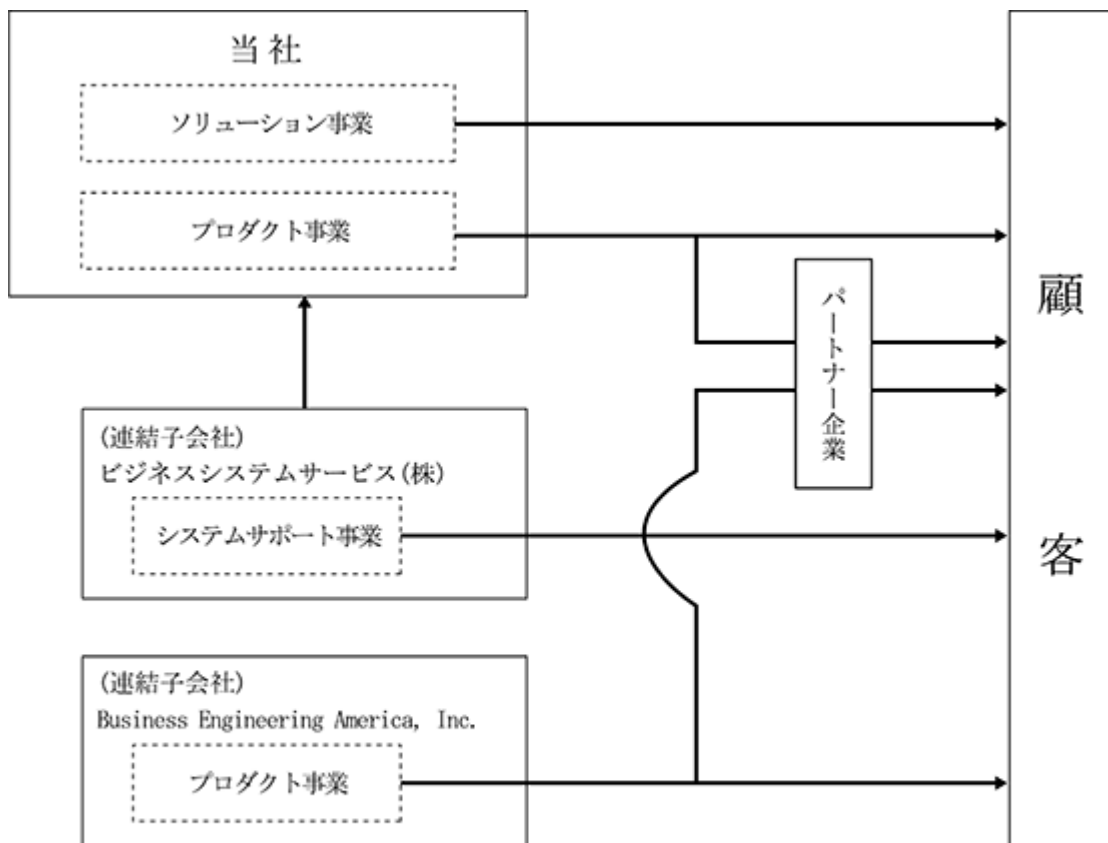 当社
ソリューション事業
プロダクト事業
パートナー企業
顧客
(連結子会社)
ビジネスシステムサービス(株)
システムサポート事業
(連結子会社)
Business Engineering America, Inc.
プロダクト事業